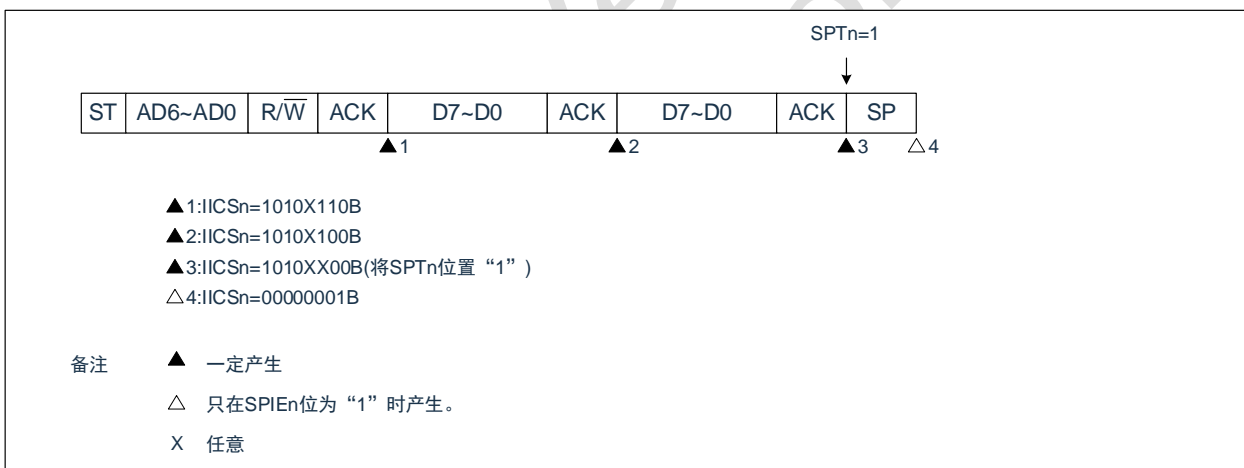 SPTn=1
ST AD6~AD0 R/W ACK D7~D0 ACK D7~D0 ACK SP
▲1 ▲2 ▲3 △4
▲1:IICSn=1010X110B
▲2:IICSn=1010X100B
▲3:IICSn=1010XX00B(将SPTn位置“1”)
△4:IICSn=00000001B
备注 ▲ 一定产生
△ 只在SPIEn位为“1”时产生。
X 任意